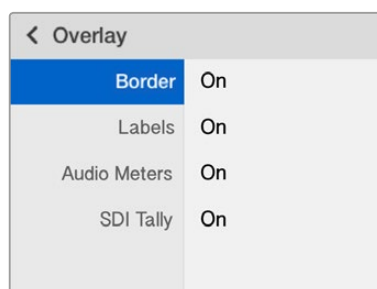 Overlay
Border On
Labels On
Audio Meters On
SDI Tally On